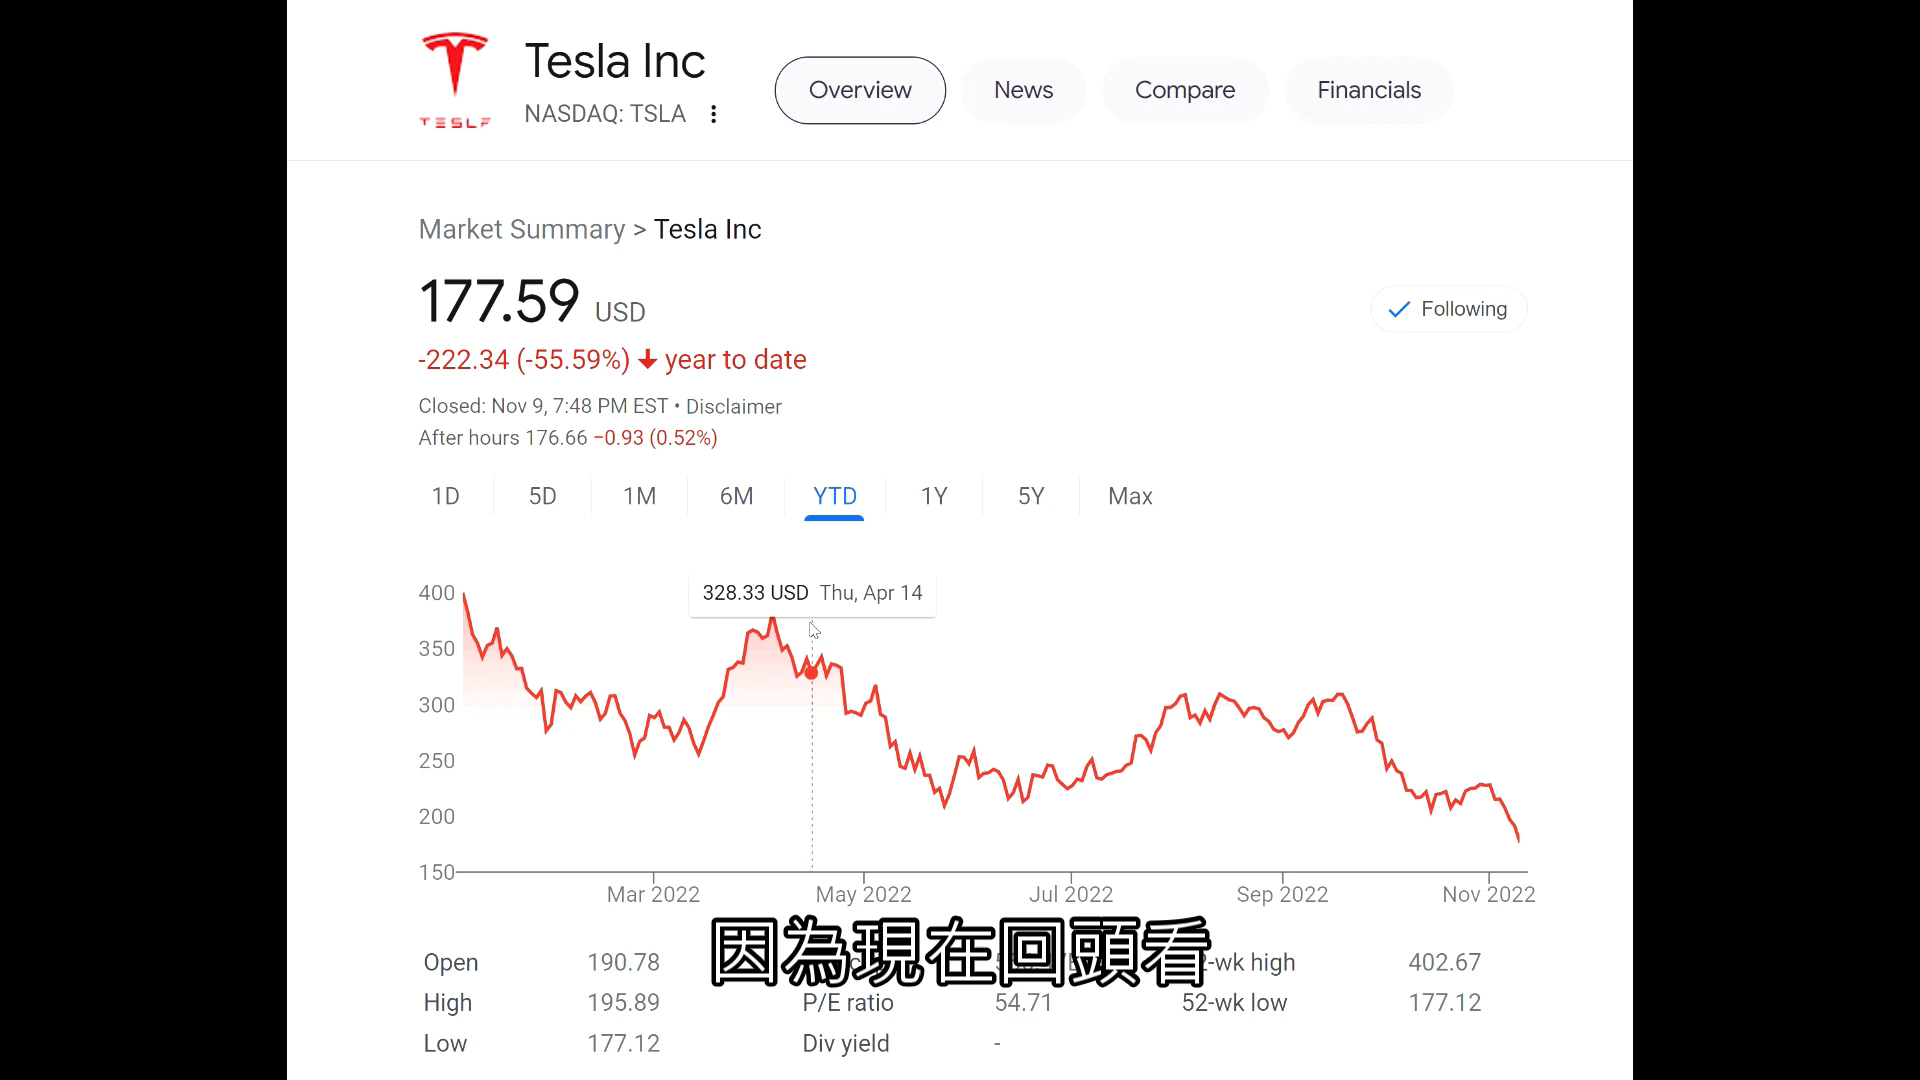 TESLA
Tesla Inc
NASDAQ: TSLA
Overview
News
Compare
Financials
Market Summary > Tesla Inc
177.59 USD
Following
-222.34 (-55.59%) year to date
Closed: Nov 9, 7:48 PM EST • Disclaimer
After hours 176.66 −0.93 (0.52%)
1D 5D 1M 6M YTD 1Y 5Y Max
328.33 USD Thu, Apr 14
400
350
300
250
200
150
Mar 2022 May 2022 Jul 2022 Sep 2022 Nov 2022
因為現在回頭看
Open 190.78 -wk high 402.67
High 195.89 P/E ratio 54.71 52-wk low 177.12
Low 177.12 Div yield -